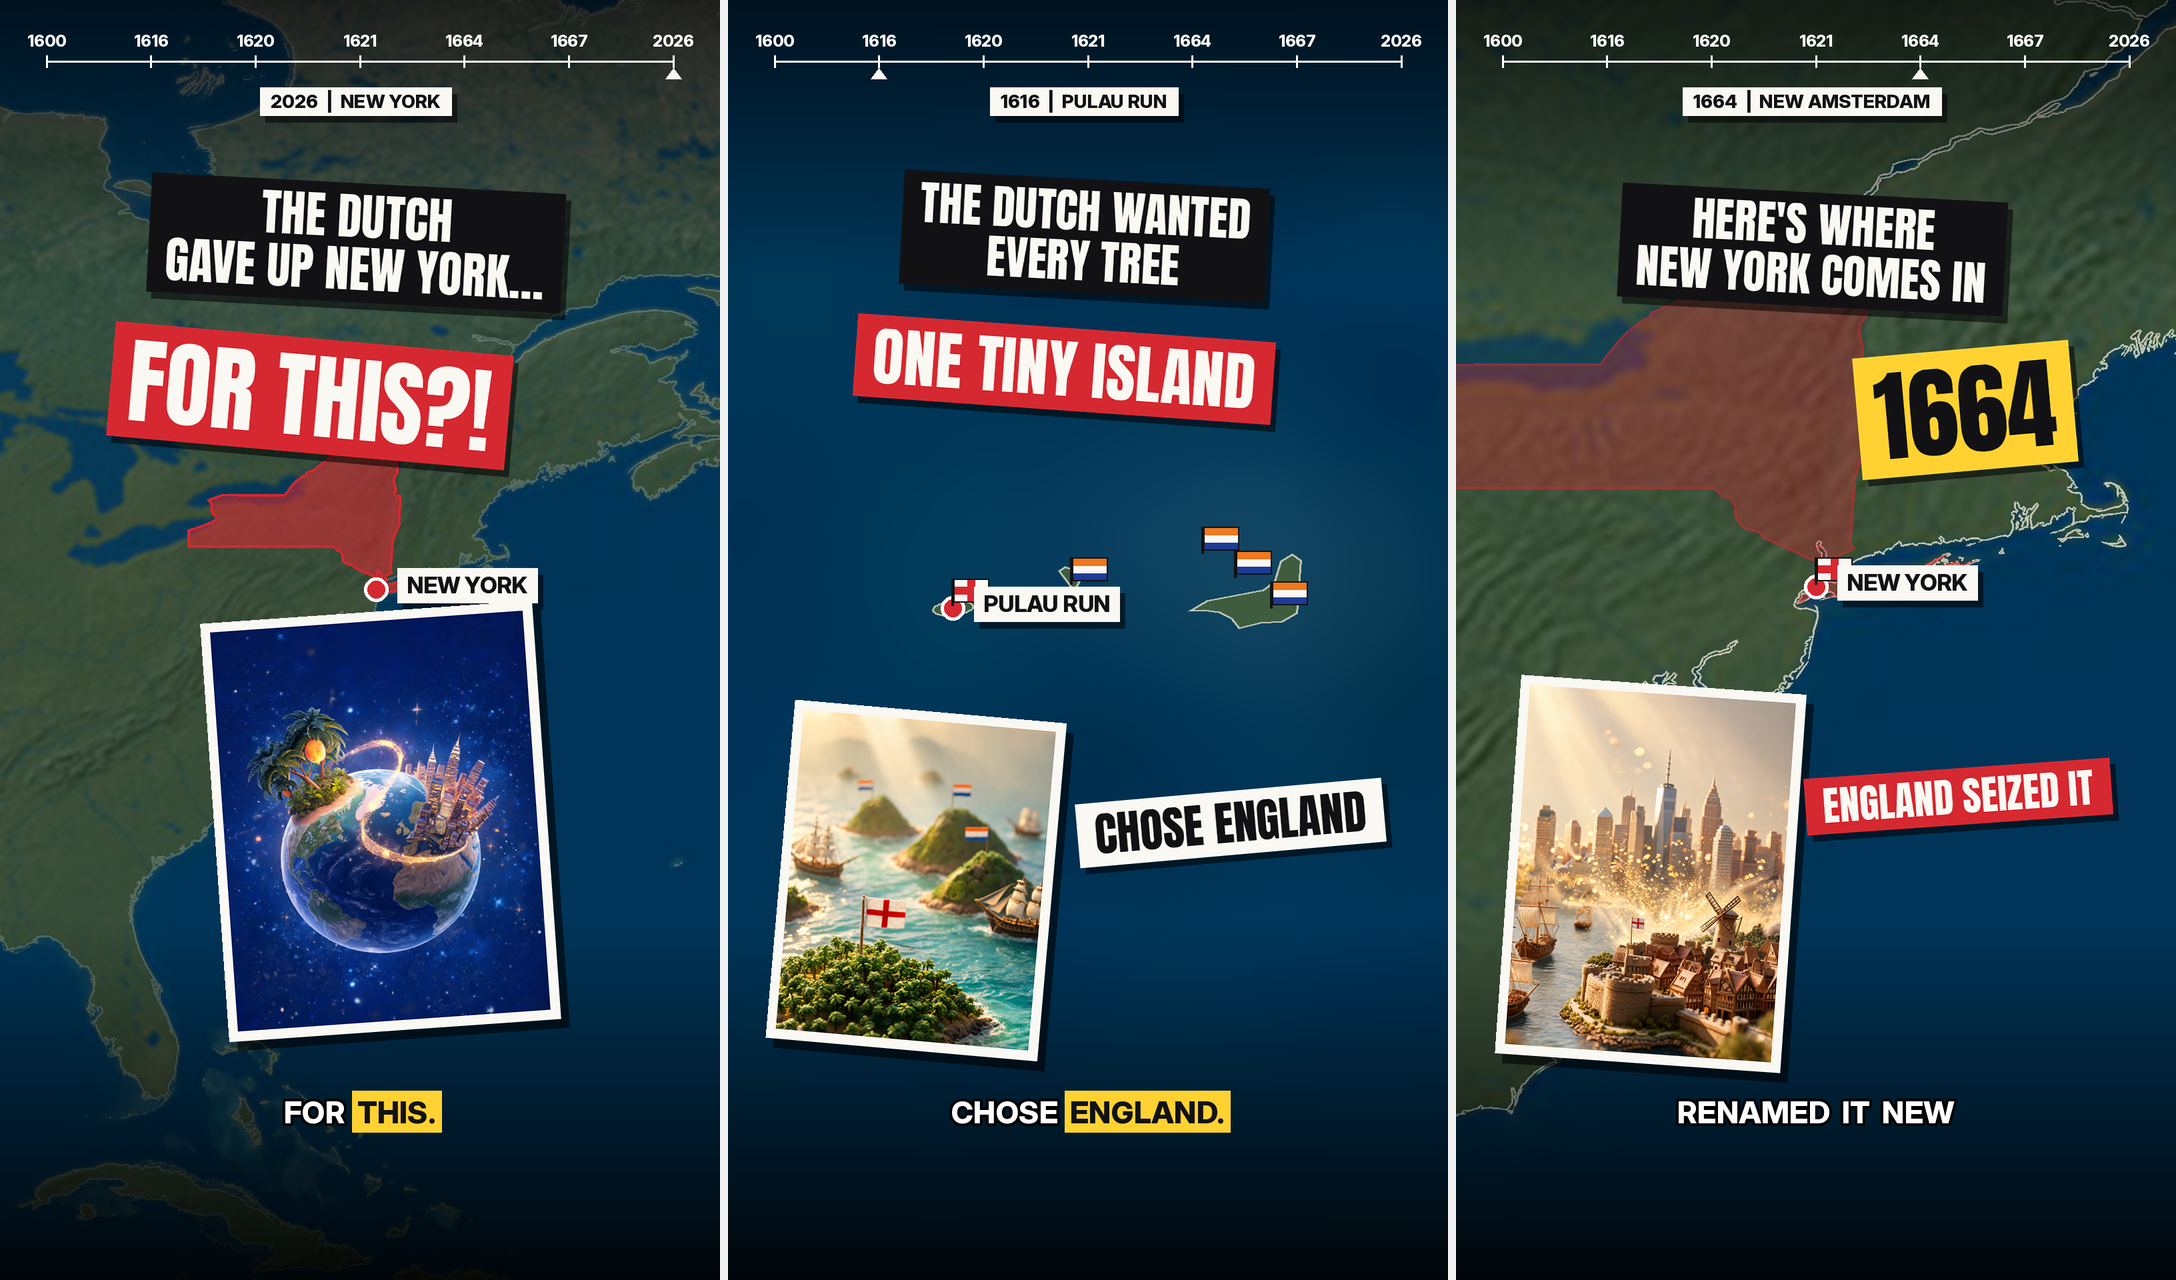 1600 1616 1620 1621 1664 1667 2026
2026 | NEW YORK
THE DUTCH
GAVE UP NEW YORK...
FOR THIS?!
NEW YORK
FOR THIS.
1600 1616 1620 1621 1664 1667 2026
1616 | PULAU RUN
THE DUTCH WANTED
EVERY TREE
ONE TINY ISLAND
PULAU RUN
CHOSE ENGLAND
CHOSE ENGLAND.
1600 1616 1620 1621 1664 1667 2026
1664 | NEW AMSTERDAM
HERE'S WHERE
NEW YORK COMES IN
1664
NEW YORK
ENGLAND SEIZED IT
RENAMED IT NEW